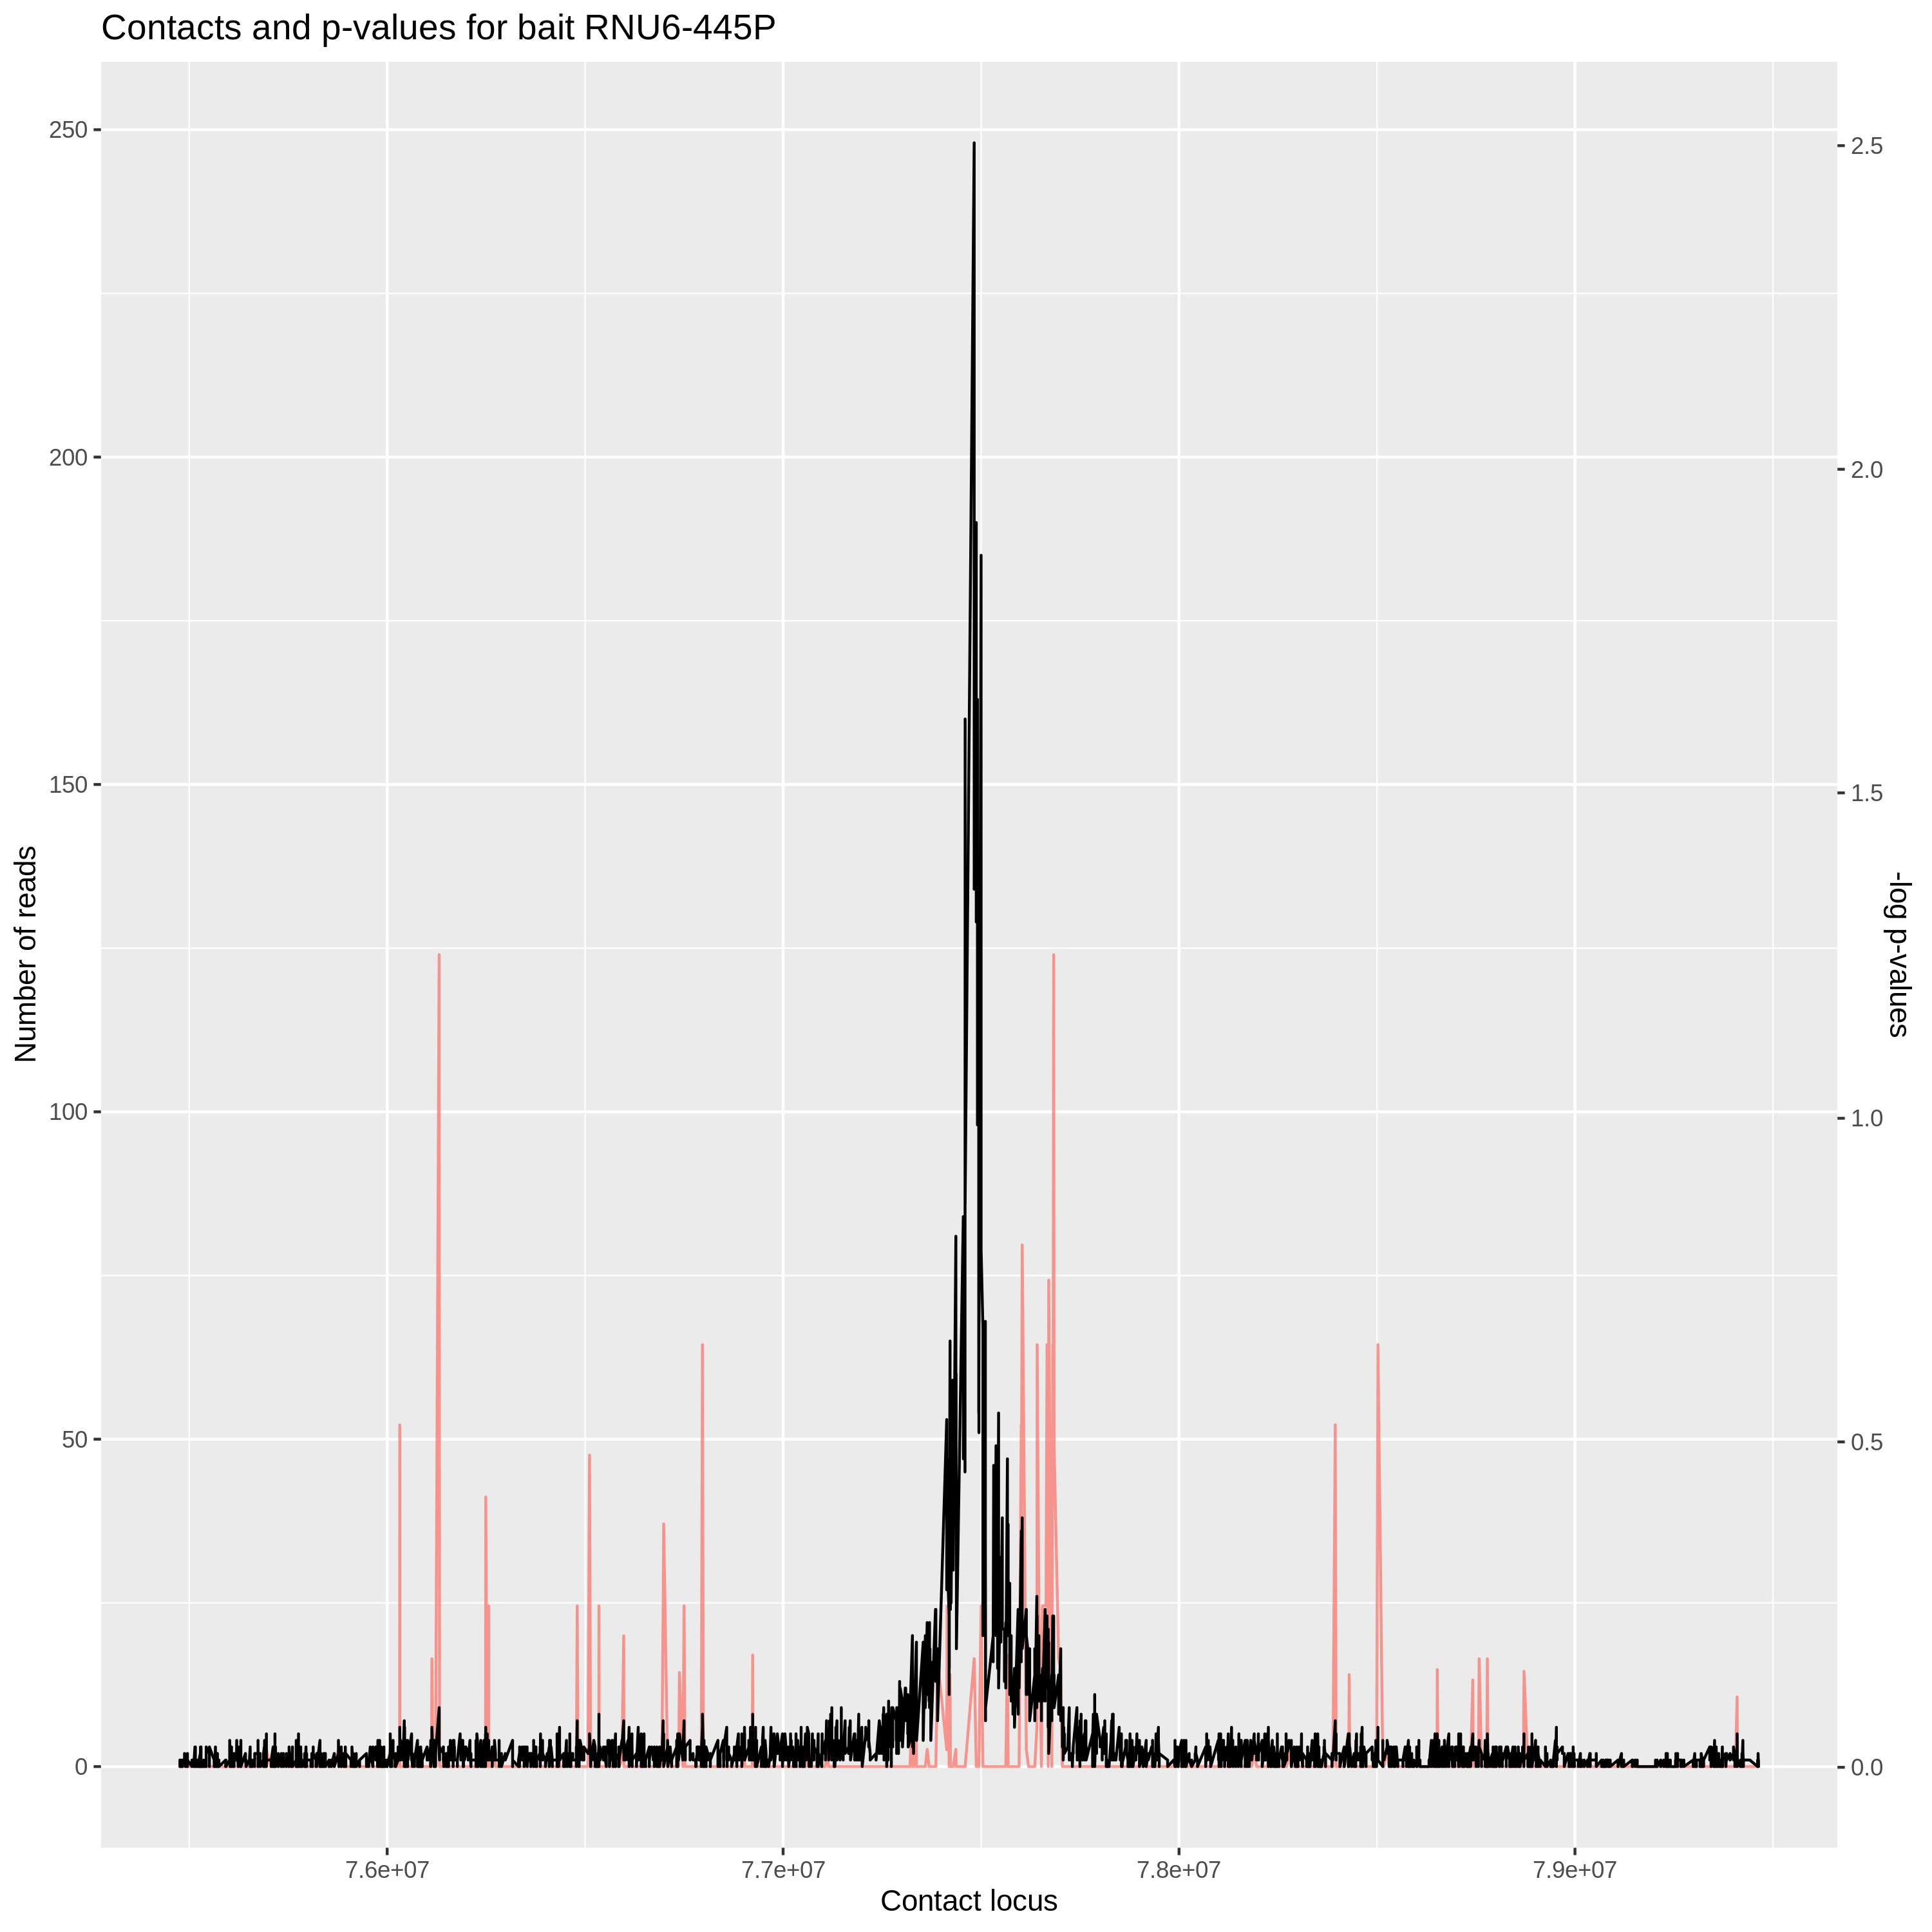 Contacts and p-values for bait RNU6-445P
250
200
150
100
50
0
Number of reads
2.5
2.0
1.5
1.0
0.5
0.0
-log p-values
7.6e+07 7.7e+07 7.8e+07 7.9e+07
Contact locus